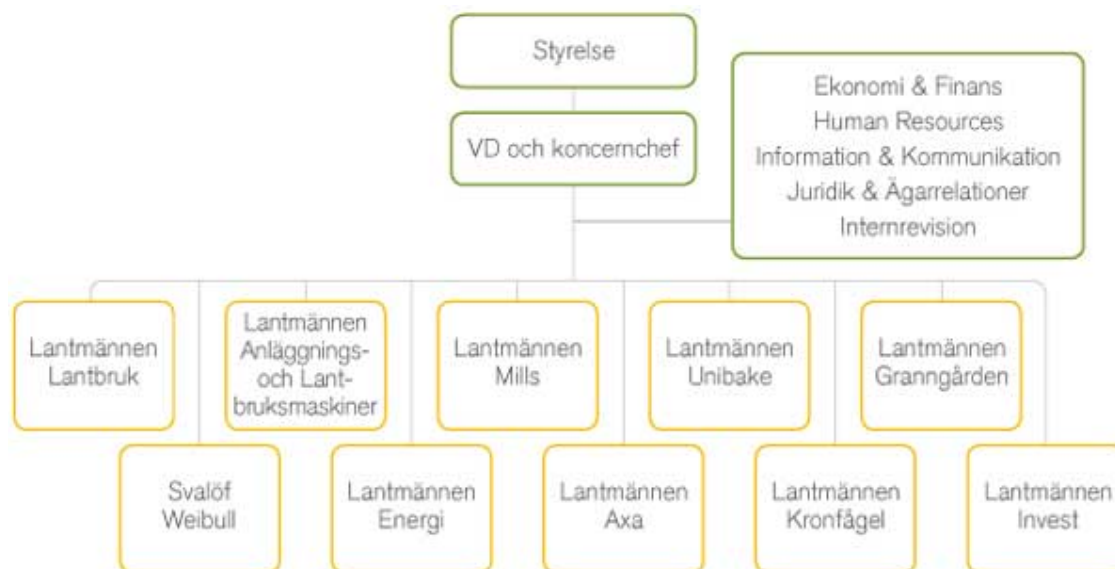 Styrelse
VD och koncernchef
Ekonomi & Finans
Human Resources
Information & Kommunikation
Juridik & Ägarrelationer
Internrevision
Lantmännen
Lantbruk
Lantmännen
Anläggnings-
och Lant-
bruksmaskiner
Lantmännen
Mills
Lantmännen
Unibake
Lantmännen
Granngården
Svalöf
Weibull
Lantmännen
Energi
Lantmännen
Axa
Lantmännen
Kronfågel
Lantmännen
Invest